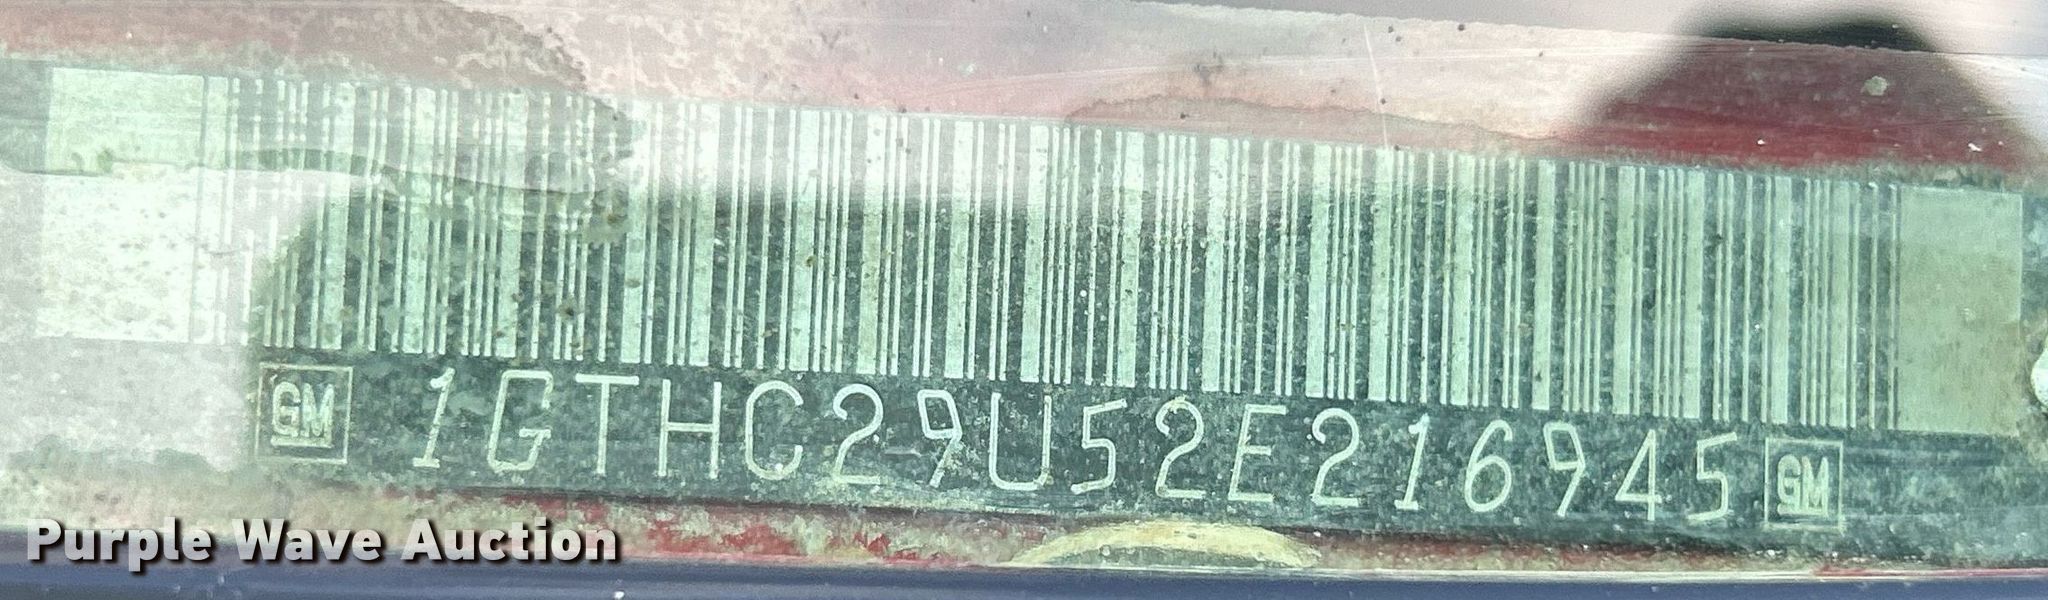 GM 1GTHC29U52E216945 GM
Purple Wave Auction